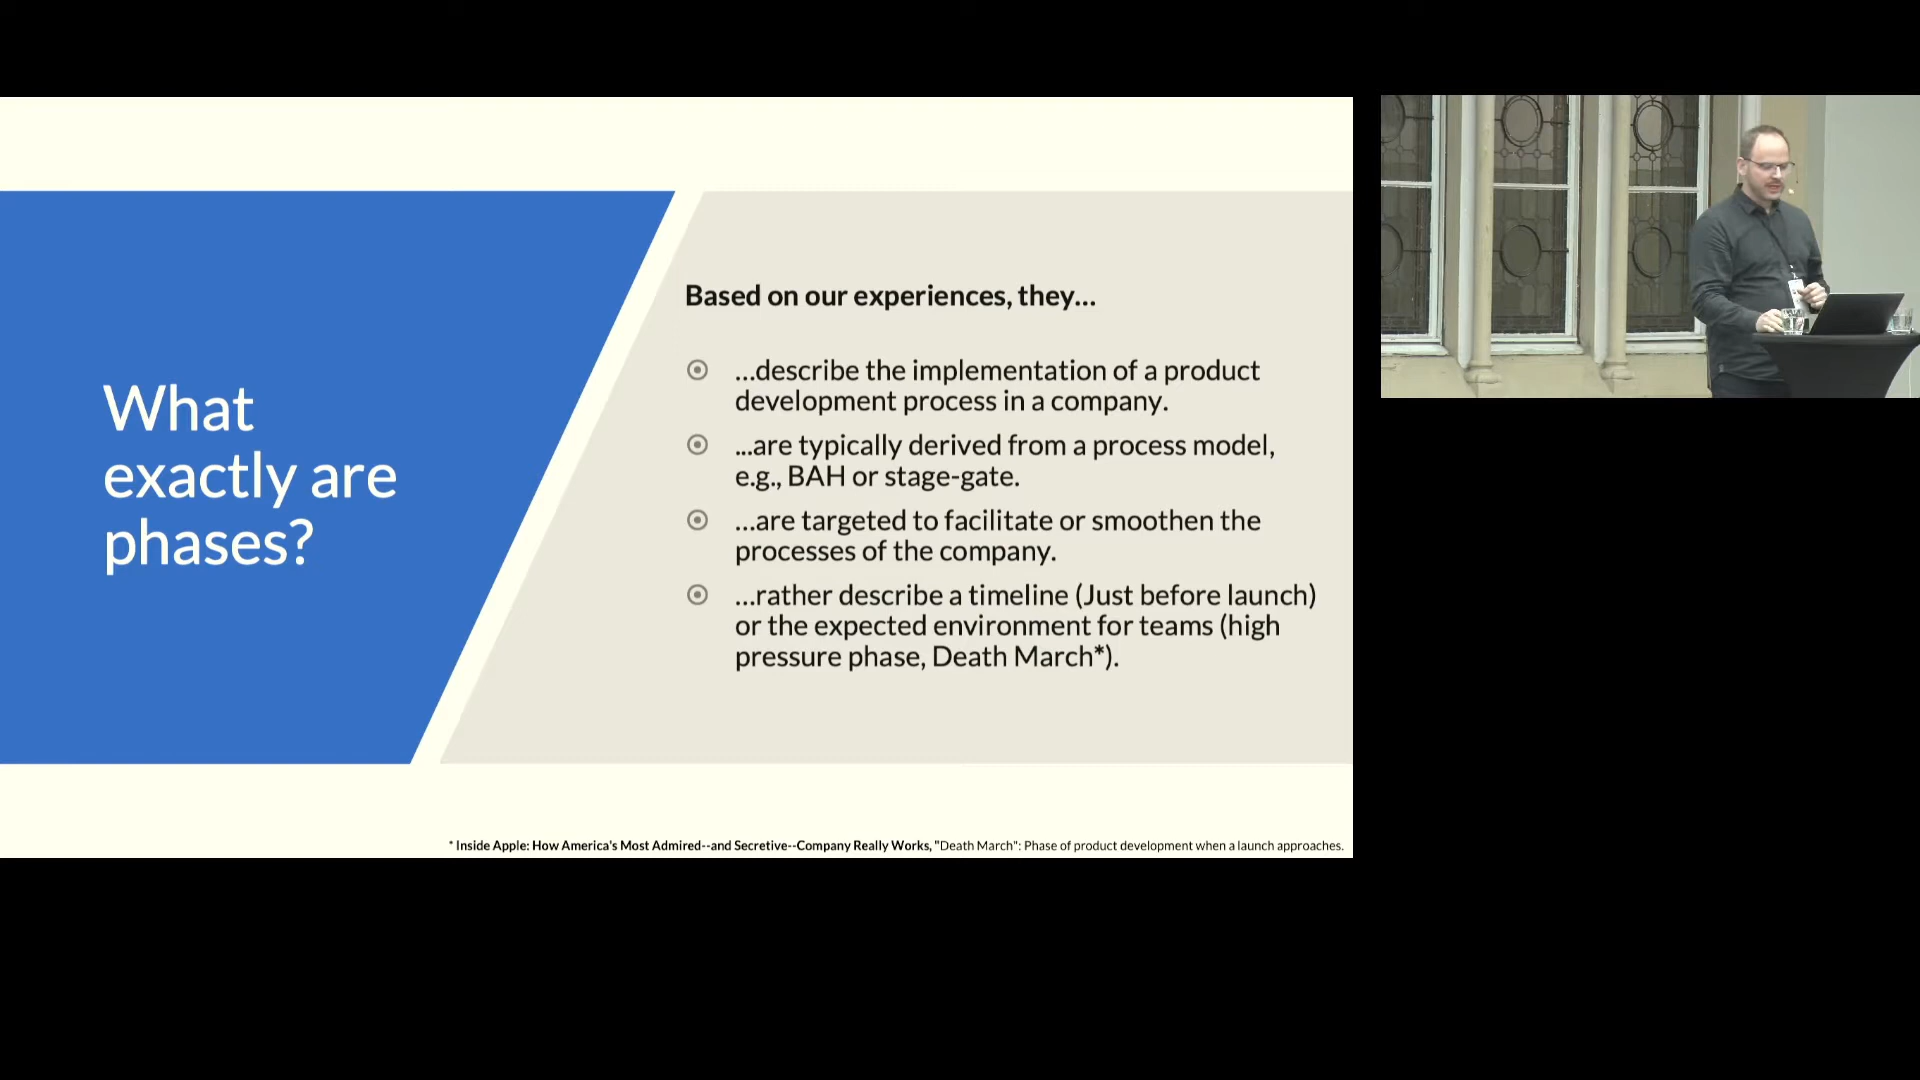 What
exactly are
phases?
Based on our experiences, they...
...describe the implementation of a product
development process in a company.
...are typically derived from a process model,
e.g., BAH or stage-gate.
...are targeted to facilitate or smoothen the
processes of the company.
...rather describe a timeline (Just before launch)
or the expected environment for teams (high
pressure phase, Death March*).
* Inside Apple: How America's Most Admired--and Secretive--Company Really Works, "Death March": Phase of product development when a launch approaches.